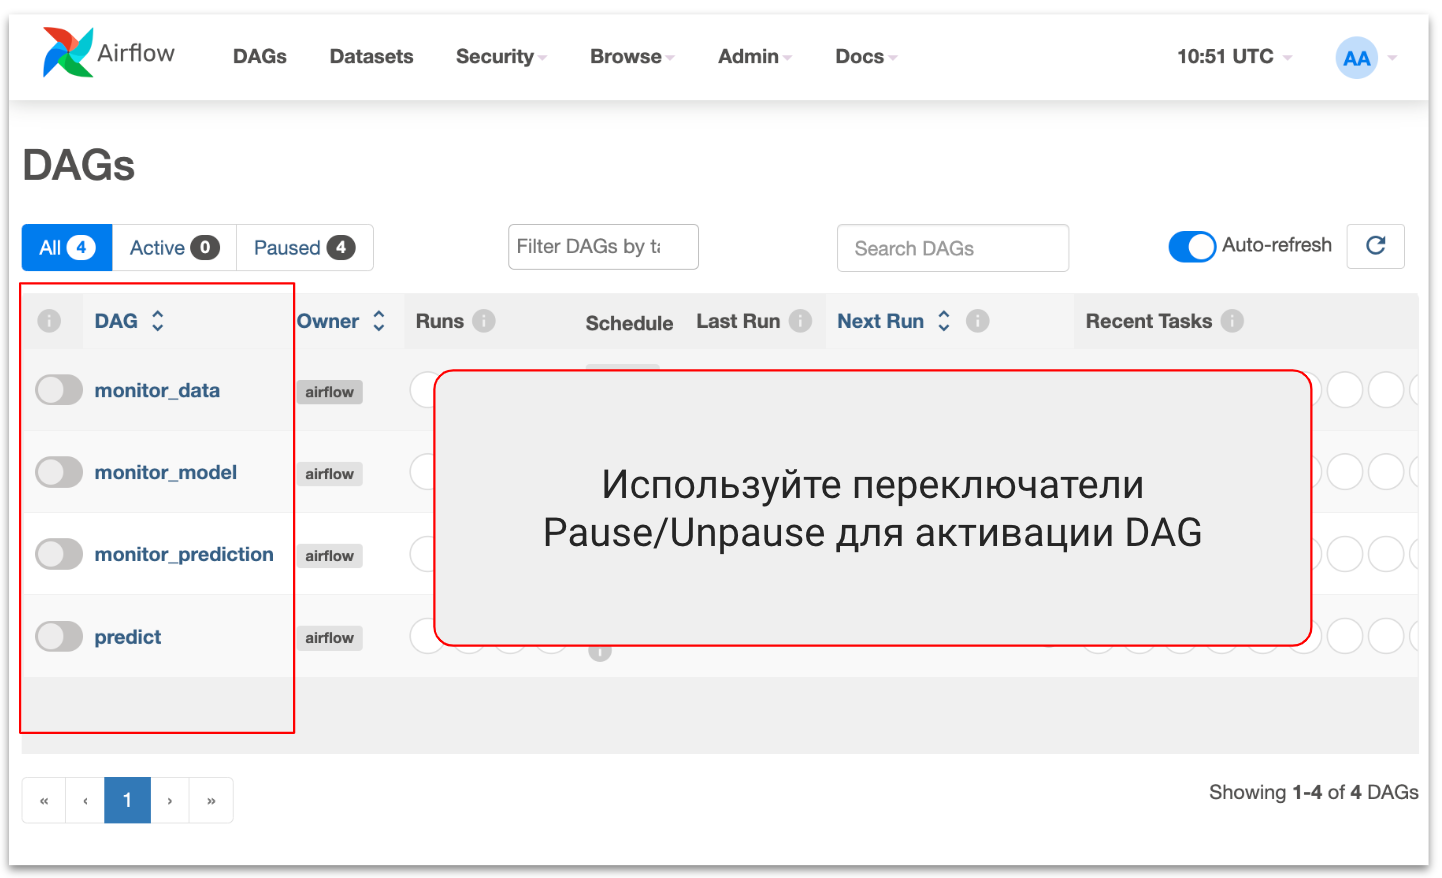 Airflow DAGs Datasets Security Browse Admin Docs 10:51 UTC AA
DAGs
All 4 Active 0 Paused 4 Filter DAGs by ta Search DAGs Auto-refresh
DAG Owner Runs Schedule Last Run Next Run Recent Tasks
monitor_data airflow
monitor_model airflow
monitor_prediction airflow
predict airflow
Используйте переключатели
Pause/Unpause для активации DAG
« ‹ 1 › »
Showing 1-4 of 4 DAGs